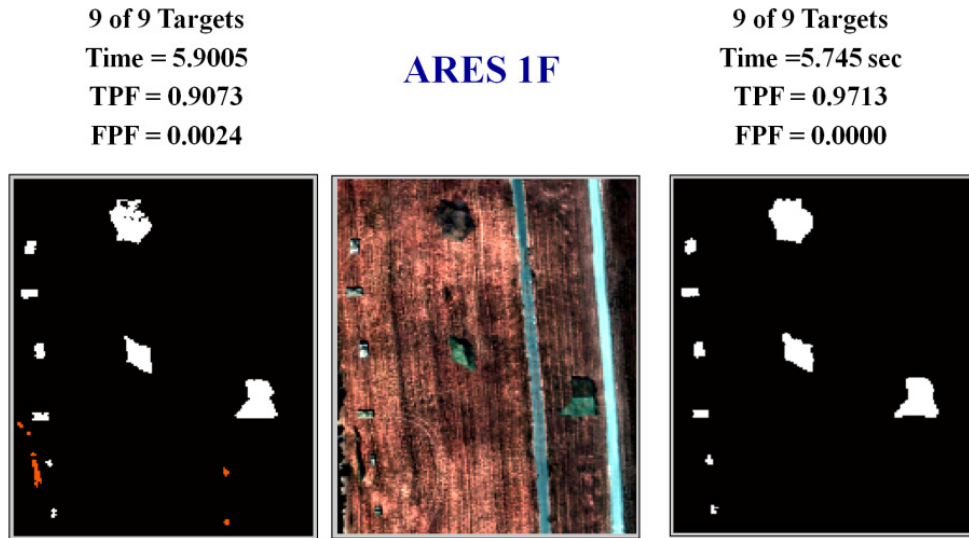 9 of 9 Targets
Time = 5.9005
TPF = 0.9073
FPF = 0.0024
ARES 1F
9 of 9 Targets
Time =5.745 sec
TPF = 0.9713
FPF = 0.0000